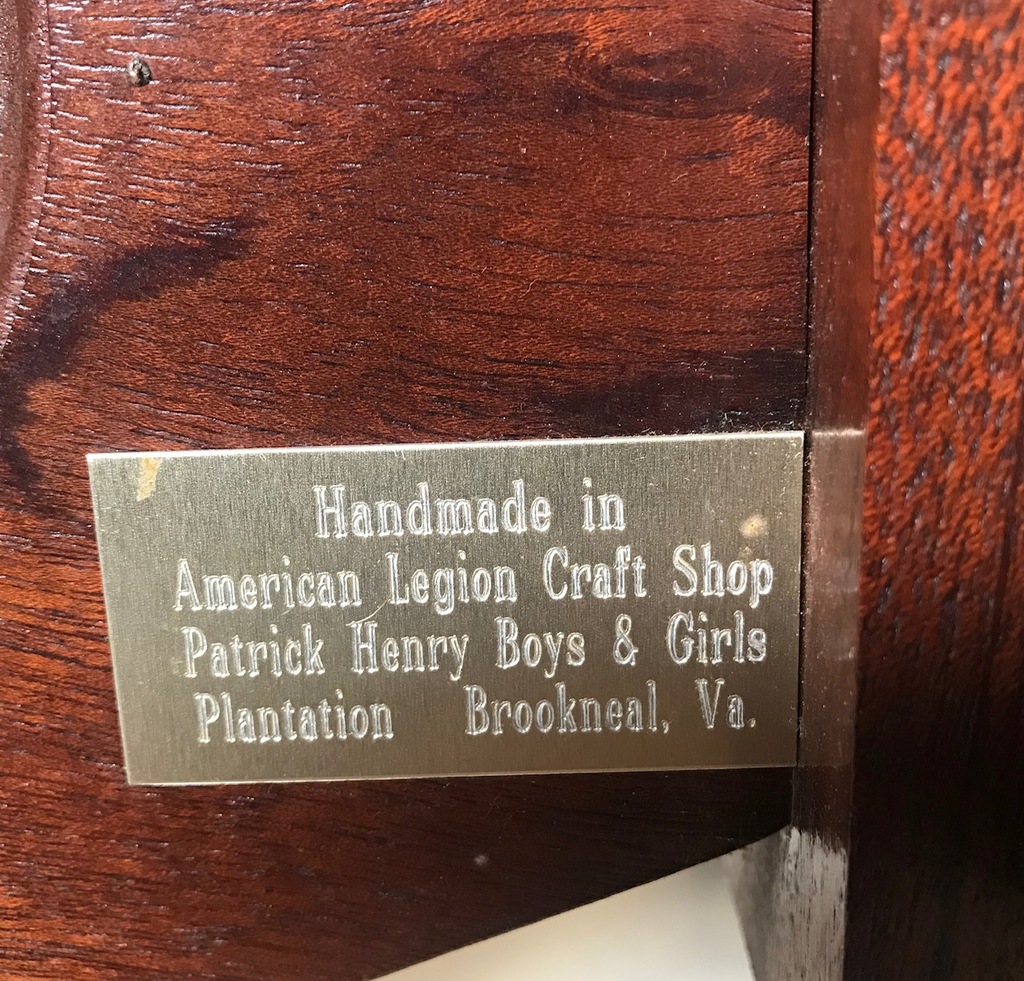 Handmade in
American Legion Craft Shop
Patrick Henry Boys & Girls
Plantation Brookneal, Va.